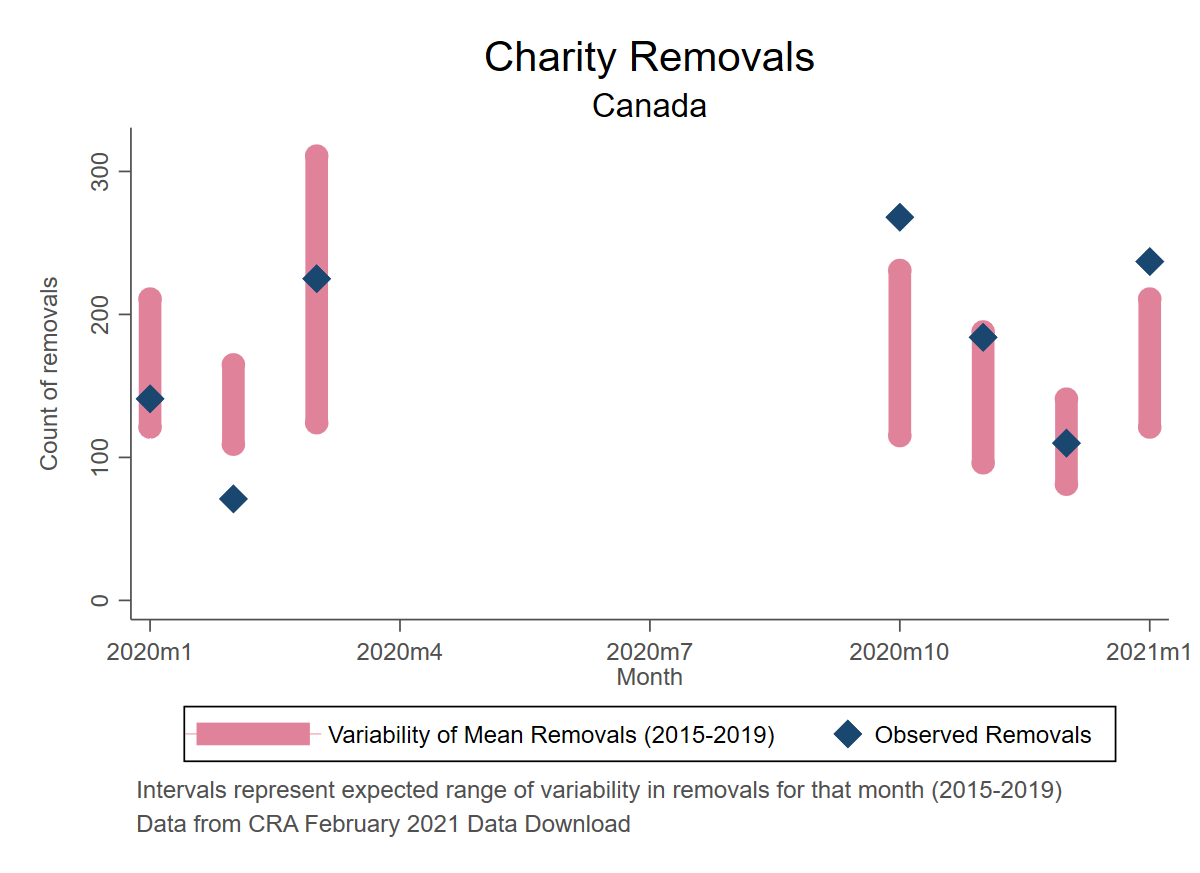 Charity Removals
Canada
Count of removals
300
200
100
0
2020m1 2020m4 2020m7 2020m10 2021m1
Month
Variability of Mean Removals (2015-2019) Observed Removals
Intervals represent expected range of variability in removals for that month (2015-2019)
Data from CRA February 2021 Data Download